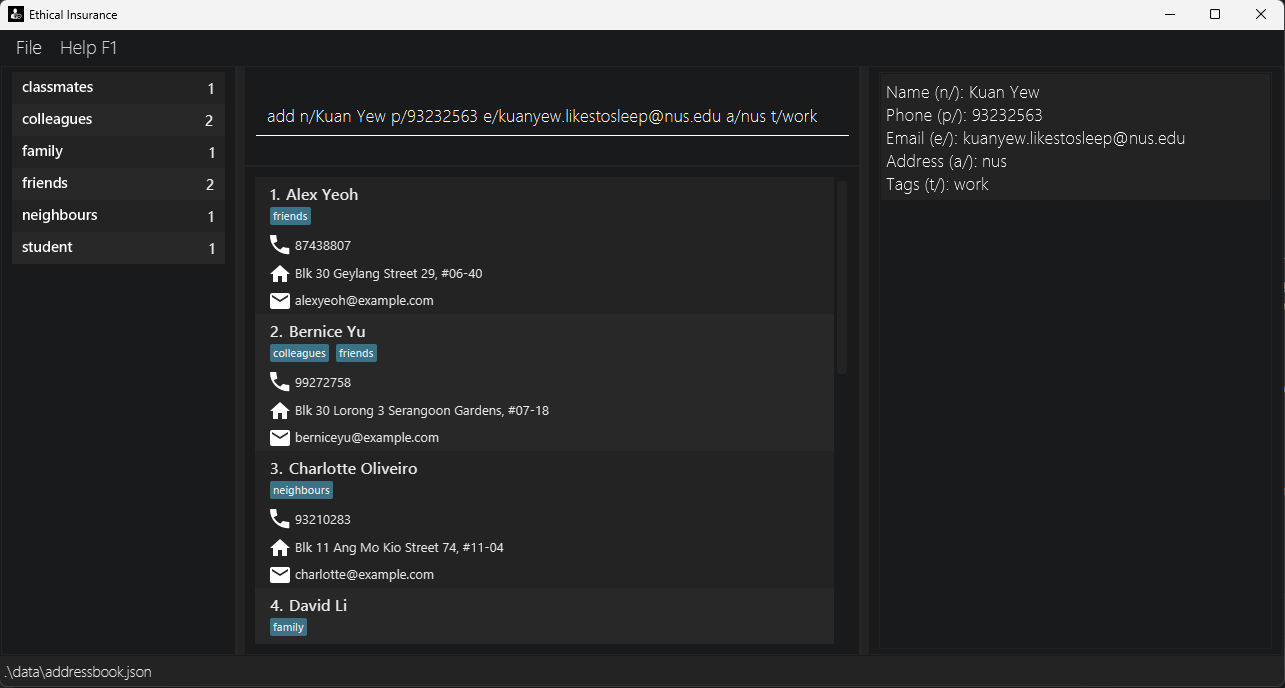 Ethical Insurance
File Help F1
classmates 1
colleagues 2
family 1
friends 2
neighbours 1
student 1
add n/Kuan Yew p/93232563 e/kuanyew.likestosleep@nus.edu a/nus t/work
1. Alex Yeoh
friends
87438807
Blk 30 Geylang Street 29, #06-40
alexyeoh@example.com
2. Bernice Yu
colleagues friends
99272758
Blk 30 Lorong 3 Serangoon Gardens, #07-18
berniceyu@example.com
3. Charlotte Oliveiro
neighbours
93210283
Blk 11 Ang Mo Kio Street 74, #11-04
charlotte@example.com
4. David Li
family
Name (n/): Kuan Yew
Phone (p/): 93232563
Email (e/): kuanyew.likestosleep@nus.edu
Address (a/): nus
Tags (t/): work
.\data\addressbook.json